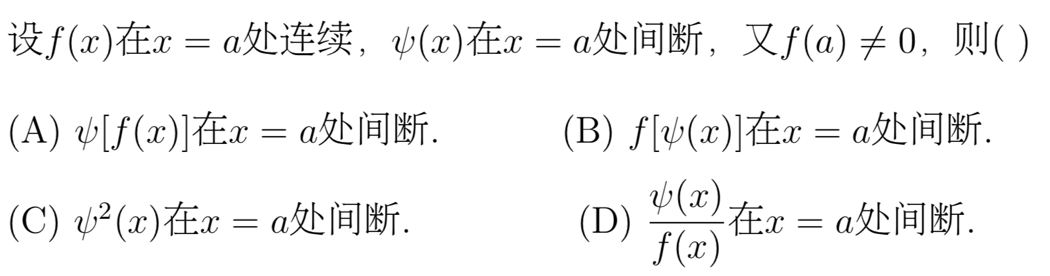 设f(x)在x = a处连续，ψ(x)在x = a处间断，又f(a) ≠ 0，则( )
(A) ψ[f(x)]在x = a处间断. (B) f[ψ(x)]在x = a处间断.
(C) ψ²(x)在x = a处间断. (D) ψ(x)/f(x)在x = a处间断.